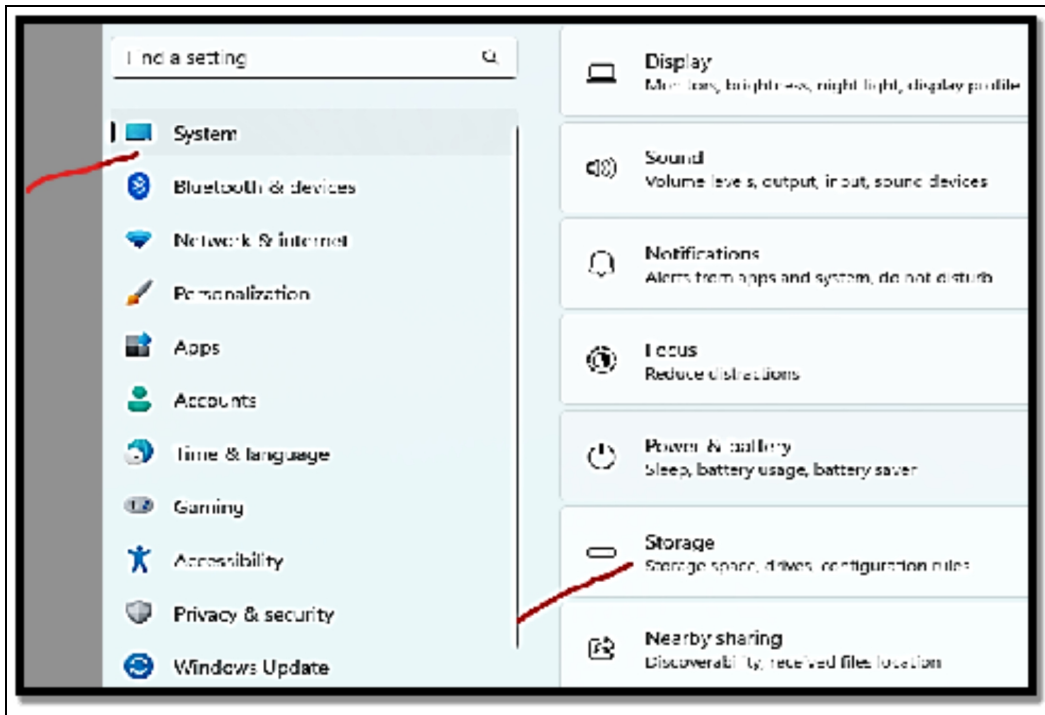 Find a setting
System
Bluetooth & devices
Network & internet
Personalization
Apps
Accounts
Time & language
Gaming
Accessibility
Privacy & security
Windows Update
Display
Monitors, brightness, night light, display profile
Sound
Volume levels, output, input, sound devices
Notifications
Alerts from apps and system, do not disturb
Focus
Reduce distractions
Power & battery
Sleep, battery usage, battery saver
Storage
Storage space, drives, configuration rules
Nearby sharing
Discoverability, received files location